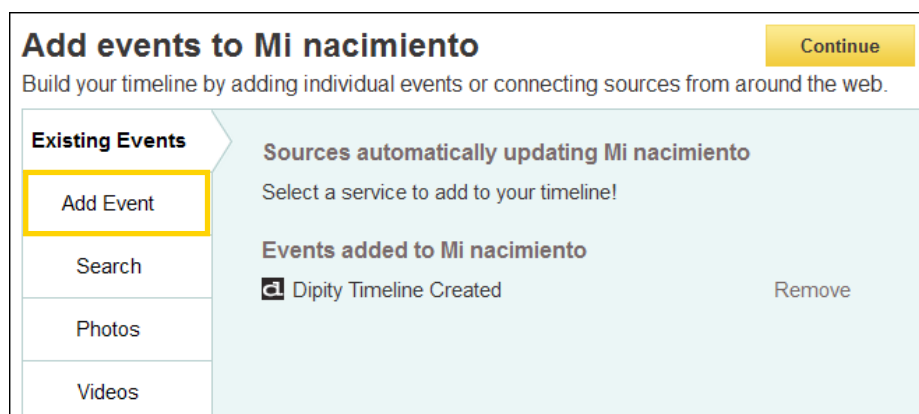 Add events to Mi nacimiento
Continue
Build your timeline by adding individual events or connecting sources from around the web.
Existing Events
Add Event
Search
Photos
Videos
Sources automatically updating Mi nacimiento
Select a service to add to your timeline!
Events added to Mi nacimiento
Dipity Timeline Created
Remove